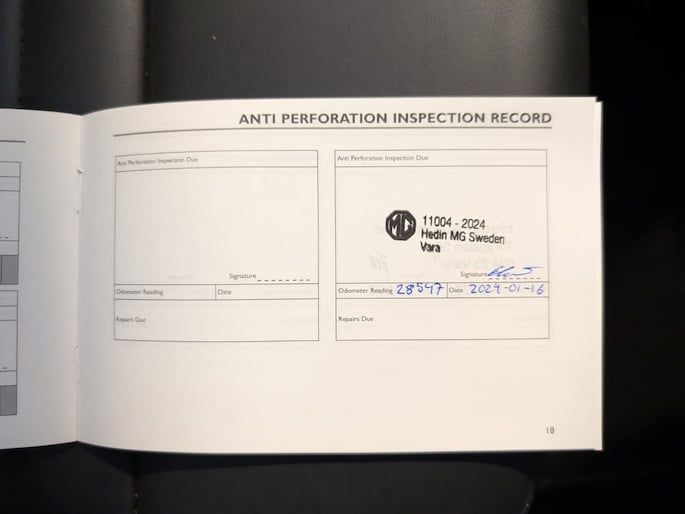 ANTI PERFORATION INSPECTION RECORD
Anti Perforation Inspection Due
Signature
Odometer Reading
Date
Repairs Due
Anti Perforation Inspection Due
MG
11004 - 2024
Hedin MG Sweden
Vara
Signature
Odometer Reading 28547
Date 2024-01-16
Repairs Due
18